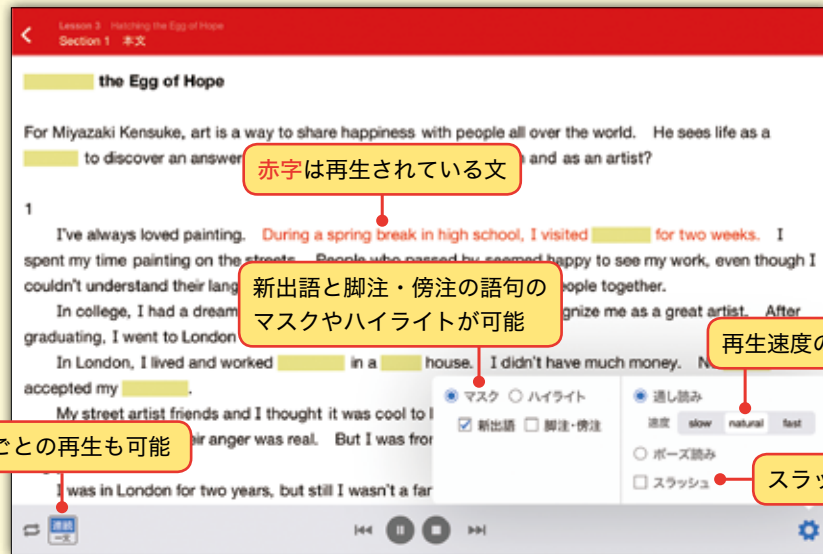 Lesson 3 Hatching the Egg of Hope
Section 1 本文
the Egg of Hope
For Miyazaki Kensuke, art is a way to share happiness with people all over the world. He sees life as a
to discover an answer
and as an artist?
赤字は再生されている文
1
I've always loved painting. During a spring break in high school, I visited for two weeks. I
spent my time painting on the streets. People who passed by seemed happy to see my work, even though I
couldn't understand their lang
ople together.
新出語と脚注・傍注の語句の
マスクやハイライトが可能
In college, I had a dream
gnize me as a great artist. After
graduating, I went to London
再生速度の
In London, I lived and worked in a house. I didn't have much money. N
accepted my .
マスク ハイライト
新出語 脚注・傍注
通し読み
速度 slow natural fast
ポーズ読み
スラッシュ
スラッ
My street artist friends and I thought it was cool to l
ごとの再生も可能
eir anger was real. But I was fror
I was in London for two years, but still I wasn't a far
連続
一文